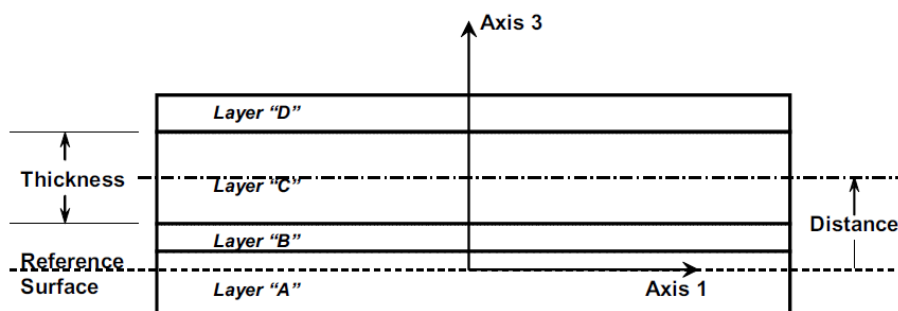 Axis 3
Layer “D”
Thickness
Layer “C”
Distance
Layer “B”
Reference
Surface
Axis 1
Layer “A”